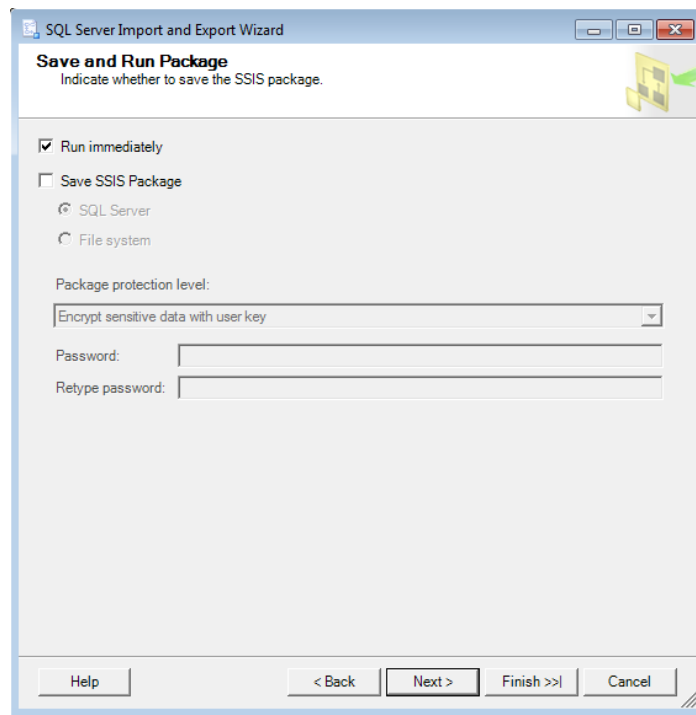 SQL Server Import and Export Wizard
Save and Run Package
Indicate whether to save the SSIS package.
Run immediately
Save SSIS Package
SQL Server
File system
Package protection level:
Encrypt sensitive data with user key
Password:
Retype password:
Help
< Back
Next >
Finish >>|
Cancel